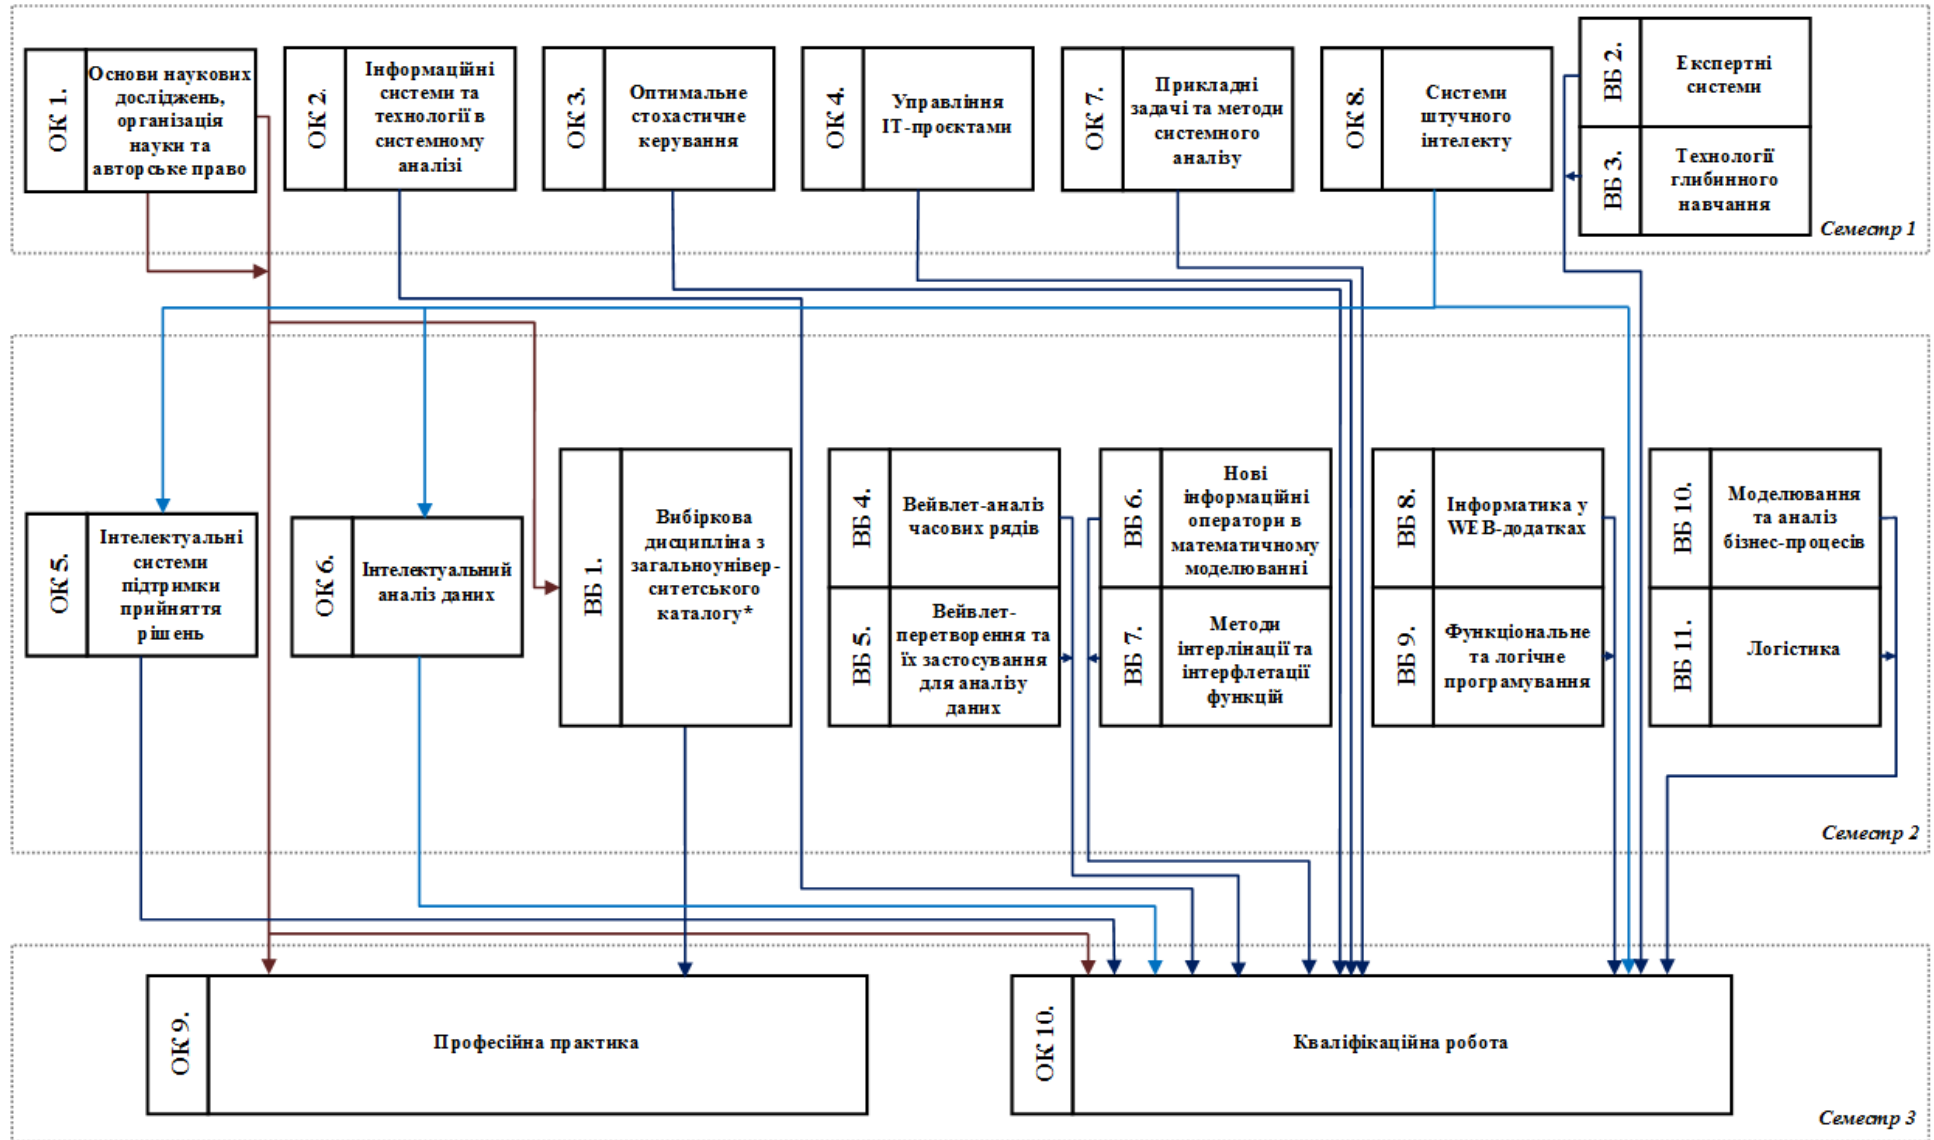 ОК 1.
Основи наукових
досліджень,
організація
науки та
авторське право
ОК 2.
Інформаційні
системи та
технології в
системному
аналізі
ОК 3.
Оптимальне
стохастичне
керування
ОК 4.
Управління
ІТ-проєктами
ОК 7.
Прикладні
задачі та методи
системного
аналізу
ОК 8.
Системи
штучного
інтелекту
ВБ 2.
Експертні
системи
ВБ 3.
Технології
глибинного
навчання
Семестр 1
ОК 5.
Інтелектуальні
системи
підтримки
прийняття
рішень
ОК 6.
Інтелектуальний
аналіз даних
ВБ 1.
Вибіркова
дисципліна з
загальноунівер-
ситетського
каталогу*
ВБ 4.
Вейвлет-аналіз
часових рядів
ВБ 5.
Вейвлет-
перетворення та
їх застосування
для аналізу
даних
ВБ 6.
Нові
інформаційні
оператори в
математичному
моделюванні
ВБ 7.
Методи
інтерлінації та
інтерфлетації
функцій
ВБ 8.
Інформатика у
WEB-додатках
ВБ 9.
Функціональне
та логічне
програмування
ВБ 10.
Моделювання
та аналіз
бізнес-процесів
ВБ 11.
Логістика
Семестр 2
ОК 9.
Професійна практика
ОК 10.
Кваліфікаційна робота
Семестр 3